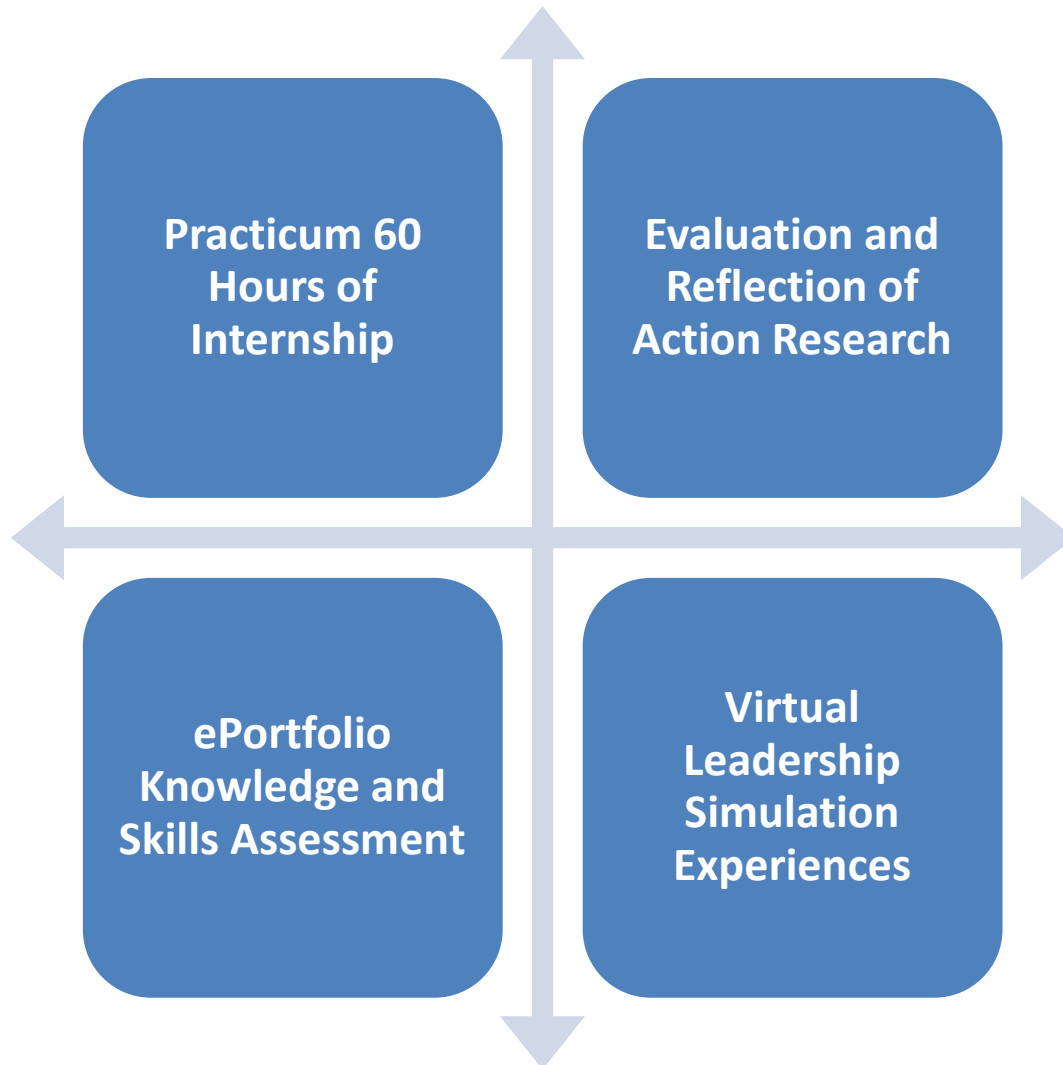 Practicum 60
Hours of
Internship
Evaluation and
Reflection of
Action Research
ePortfolio
Knowledge and
Skills Assessment
Virtual
Leadership
Simulation
Experiences